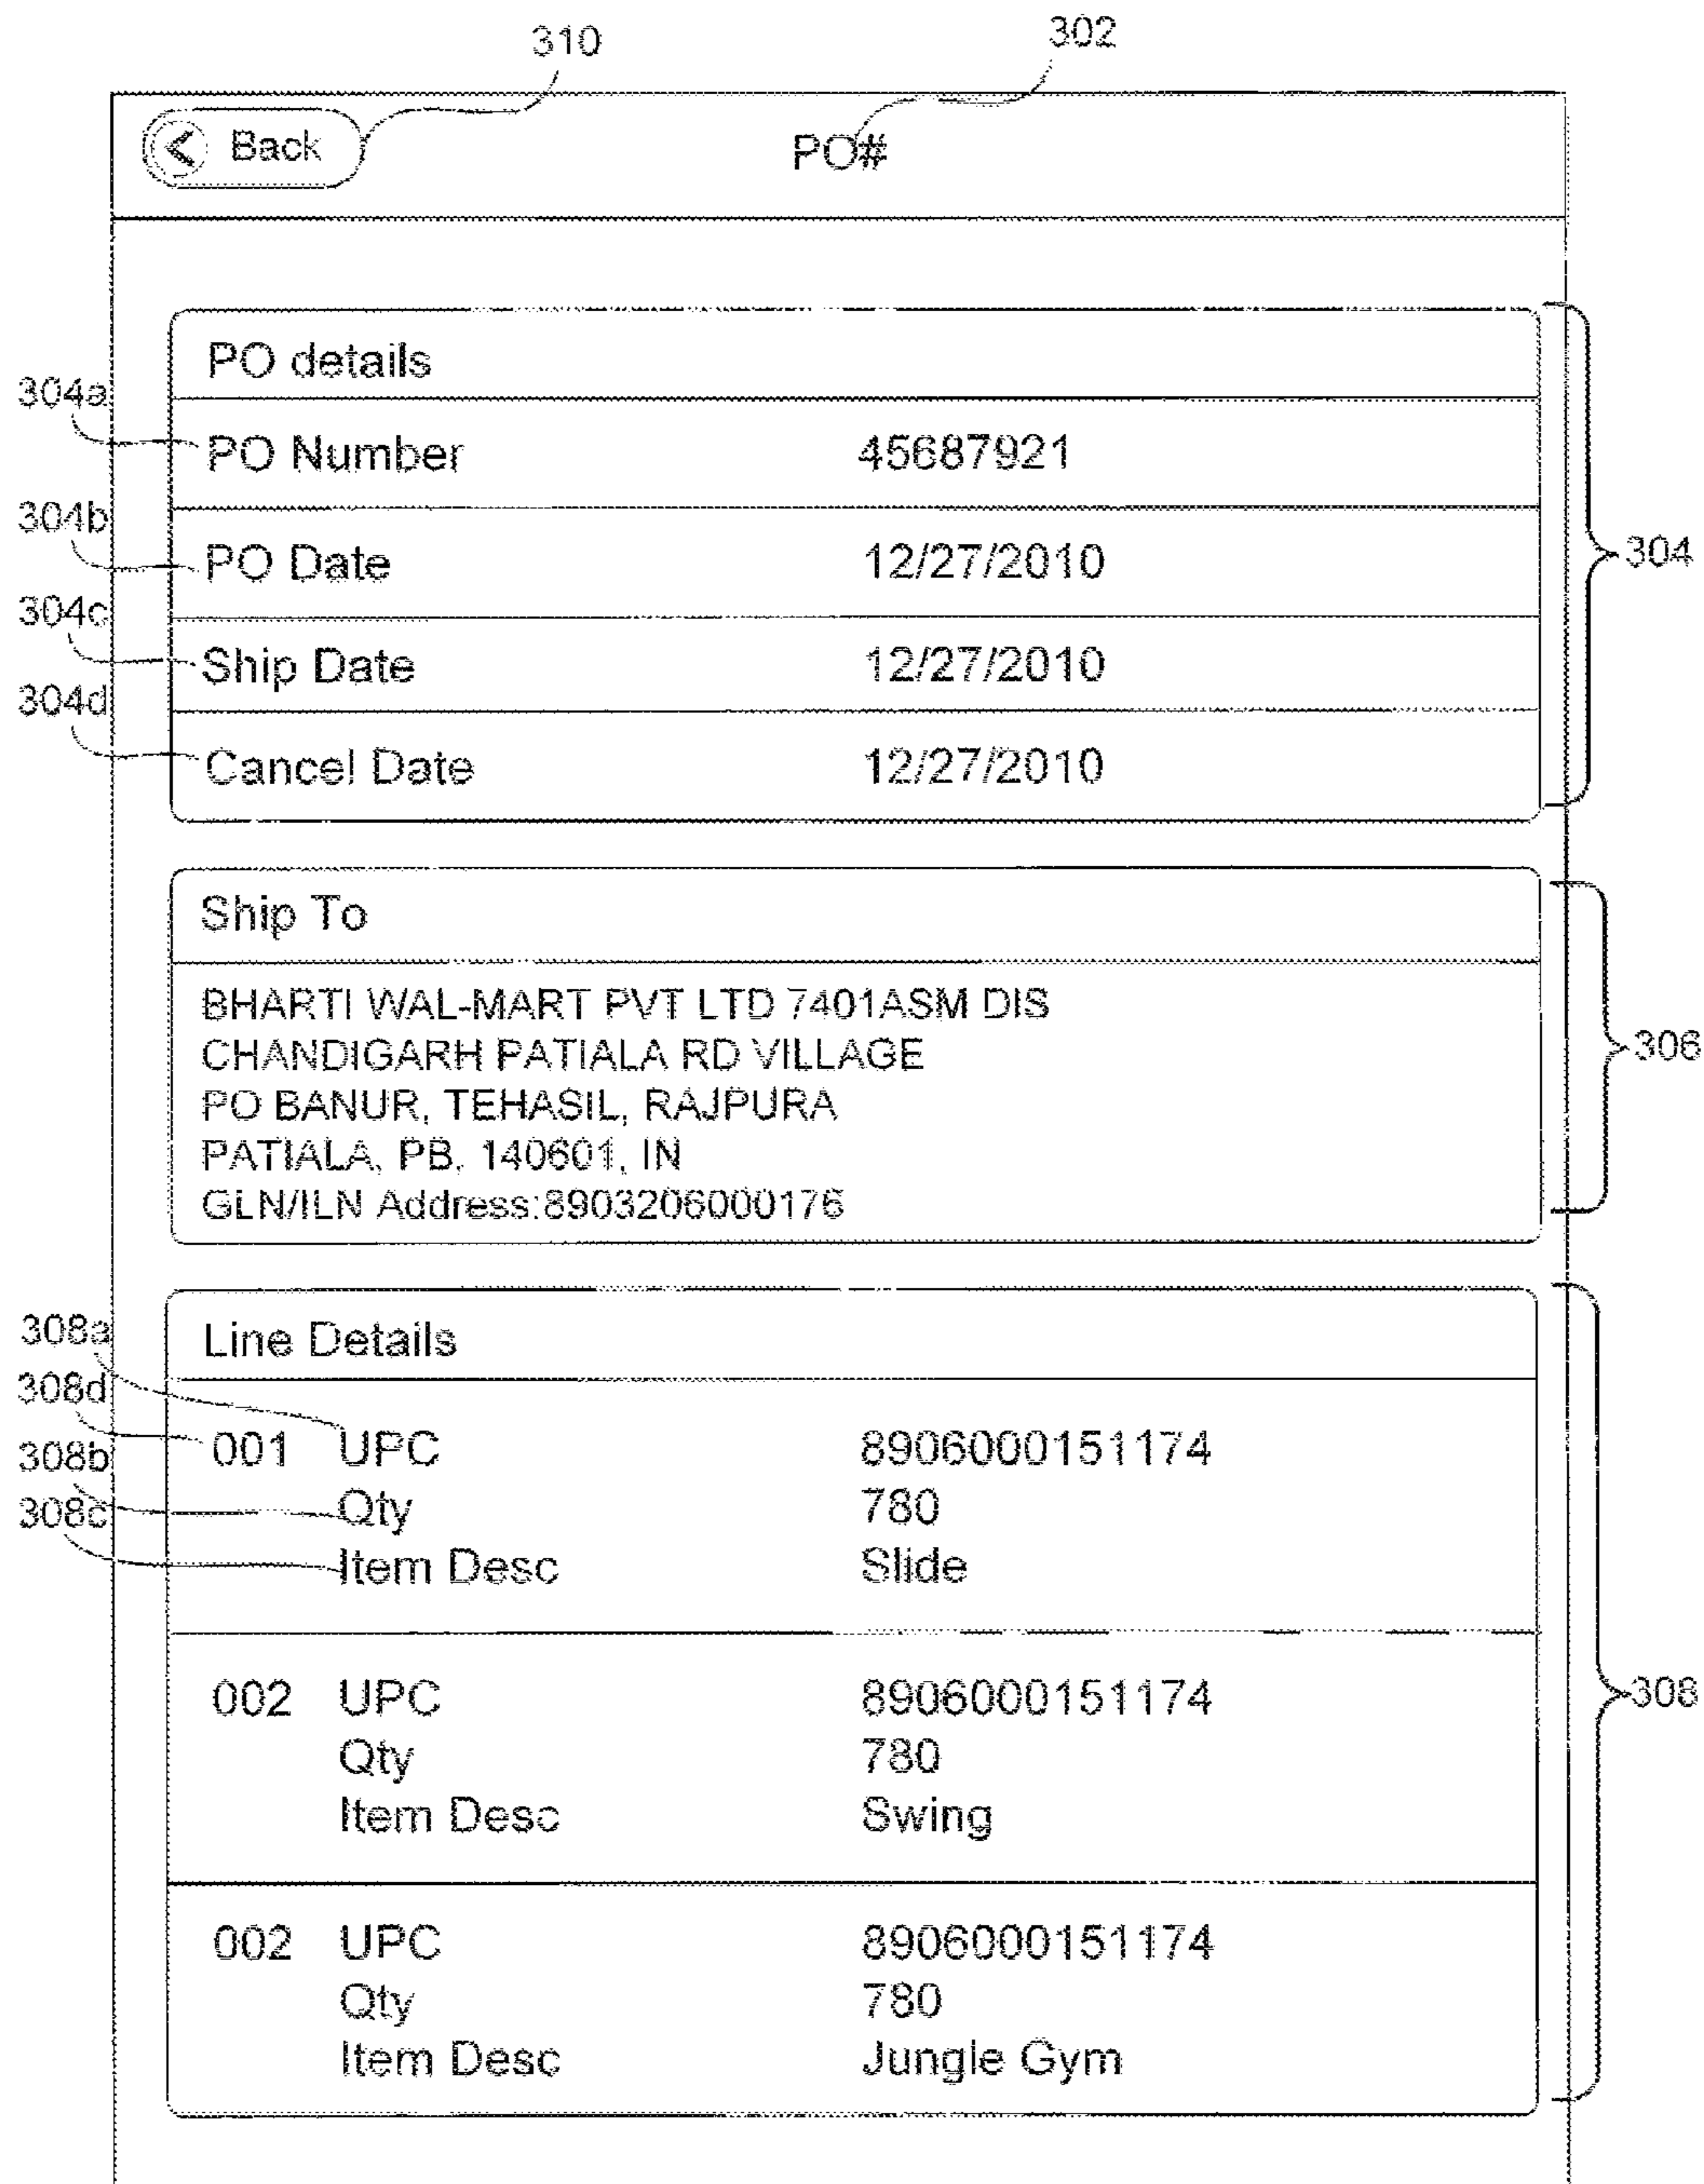 310
302
Back
PO#
PO details
304a
PO Number 45687921
304b
PO Date 12/27/2010
304
304c
Ship Date 12/27/2010
304d
Cancel Date 12/27/2010
Ship To
BHARTI WAL-MART PVT LTD 7401ASM DIS
CHANDIGARH PATIALA RD VILLAGE
306
PO BANUR, TEHASIL, RAJPURA
PATIALA, PB, 140601, IN
GLN/ILN Address:8903206000176
308a
Line Details
308d
001 UPC 8906000151174
308b
Qty 780
308c
Item Desc Slide
002 UPC 8906000151174
308
Qty 780
Item Desc Swing
002 UPC 8906000151174
Qty 780
Item Desc Jungle Gym